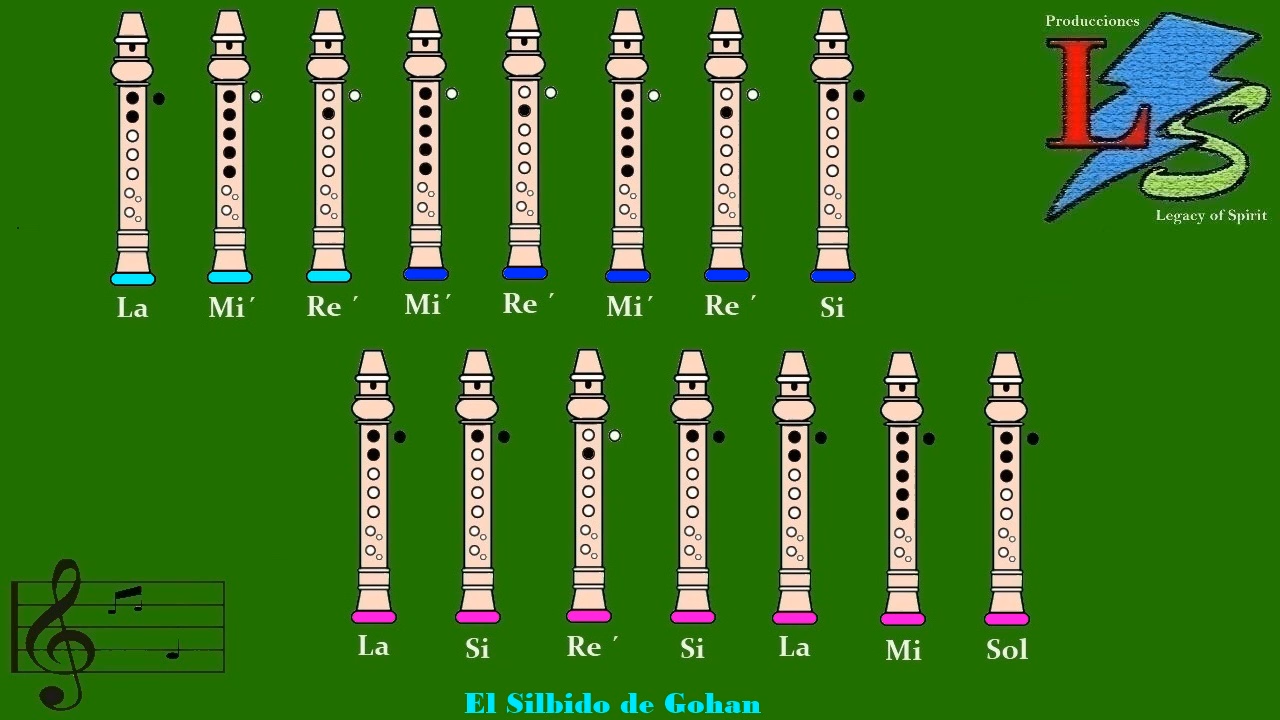 Producciones
LS
Legacy of Spirit
La Mi´ Re ´ Mi´ Re ´ Mi´ Re ´ Si
La Si Re ´ Si La Mi Sol
El Silbido de Gohan